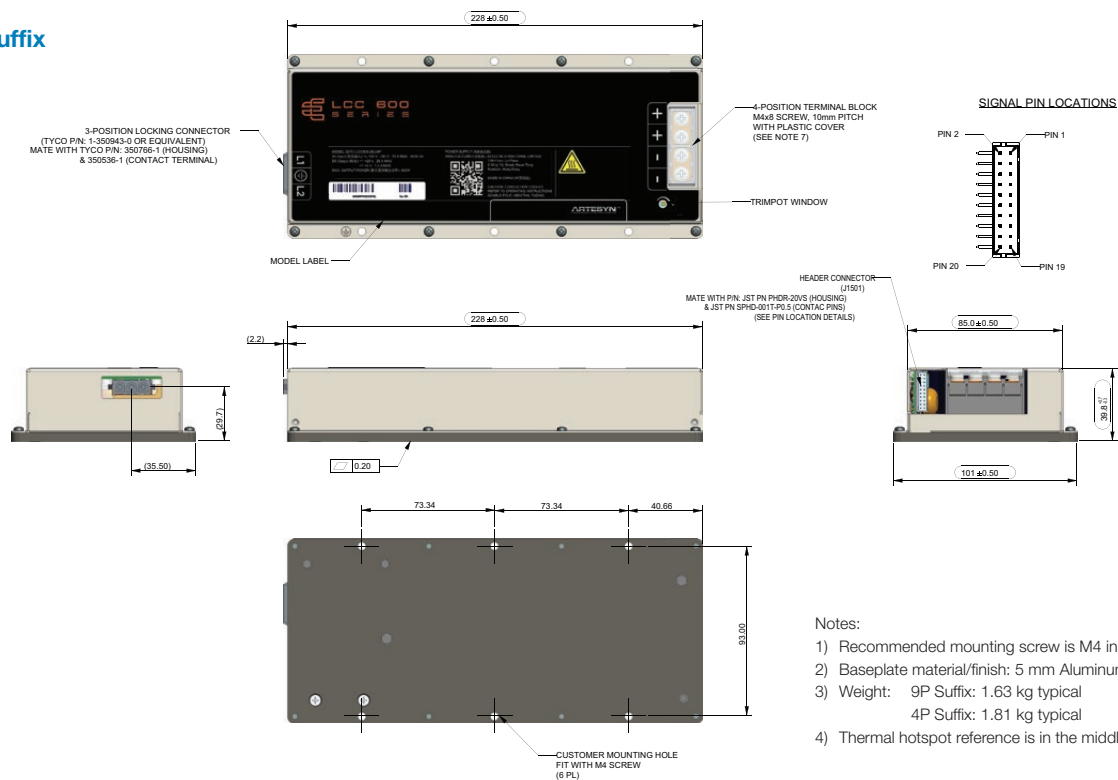 uffix
228 ±0.50
LCC 600
SERIES
3-POSITION LOCKING CONNECTOR
(TYCO P/N: 1-350943-0 OR EQUIVALENT)
MATE WITH TYCO P/N: 350766-1 (HOUSING)
& 350536-1 (CONTACT TERMINAL)
L1
L2
+
+
-
-
4-POSITION TERMINAL BLOCK
M4x8 SCREW, 10mm PITCH
WITH PLASTIC COVER
(SEE NOTE 7)
TRIMPOT WINDOW
ARTESYN
MODEL LABEL
SIGNAL PIN LOCATIONS
PIN 2
PIN 1
PIN 20
PIN 19
HEADER CONNECTOR
(J1501)
MATE WITH P/N: JST PN PHDR-20VS (HOUSING)
& JST PN SPHD-001T-P0.5 (CONTAC PINS)
(SEE PIN LOCATION DETAILS)
228 ±0.50
(2.2)
85.0 ±0.50
(29.7)
(35.50)
0.20
39.8
101 ±0.50
73.34
73.34
40.66
93.00
CUSTOMER MOUNTING HOLE
FIT WITH M4 SCREW
(6 PL)
Notes:
1) Recommended mounting screw is M4 in
2) Baseplate material/finish: 5 mm Aluminum
3) Weight: 9P Suffix: 1.63 kg typical
4P Suffix: 1.81 kg typical
4) Thermal hotspot reference is in the middl